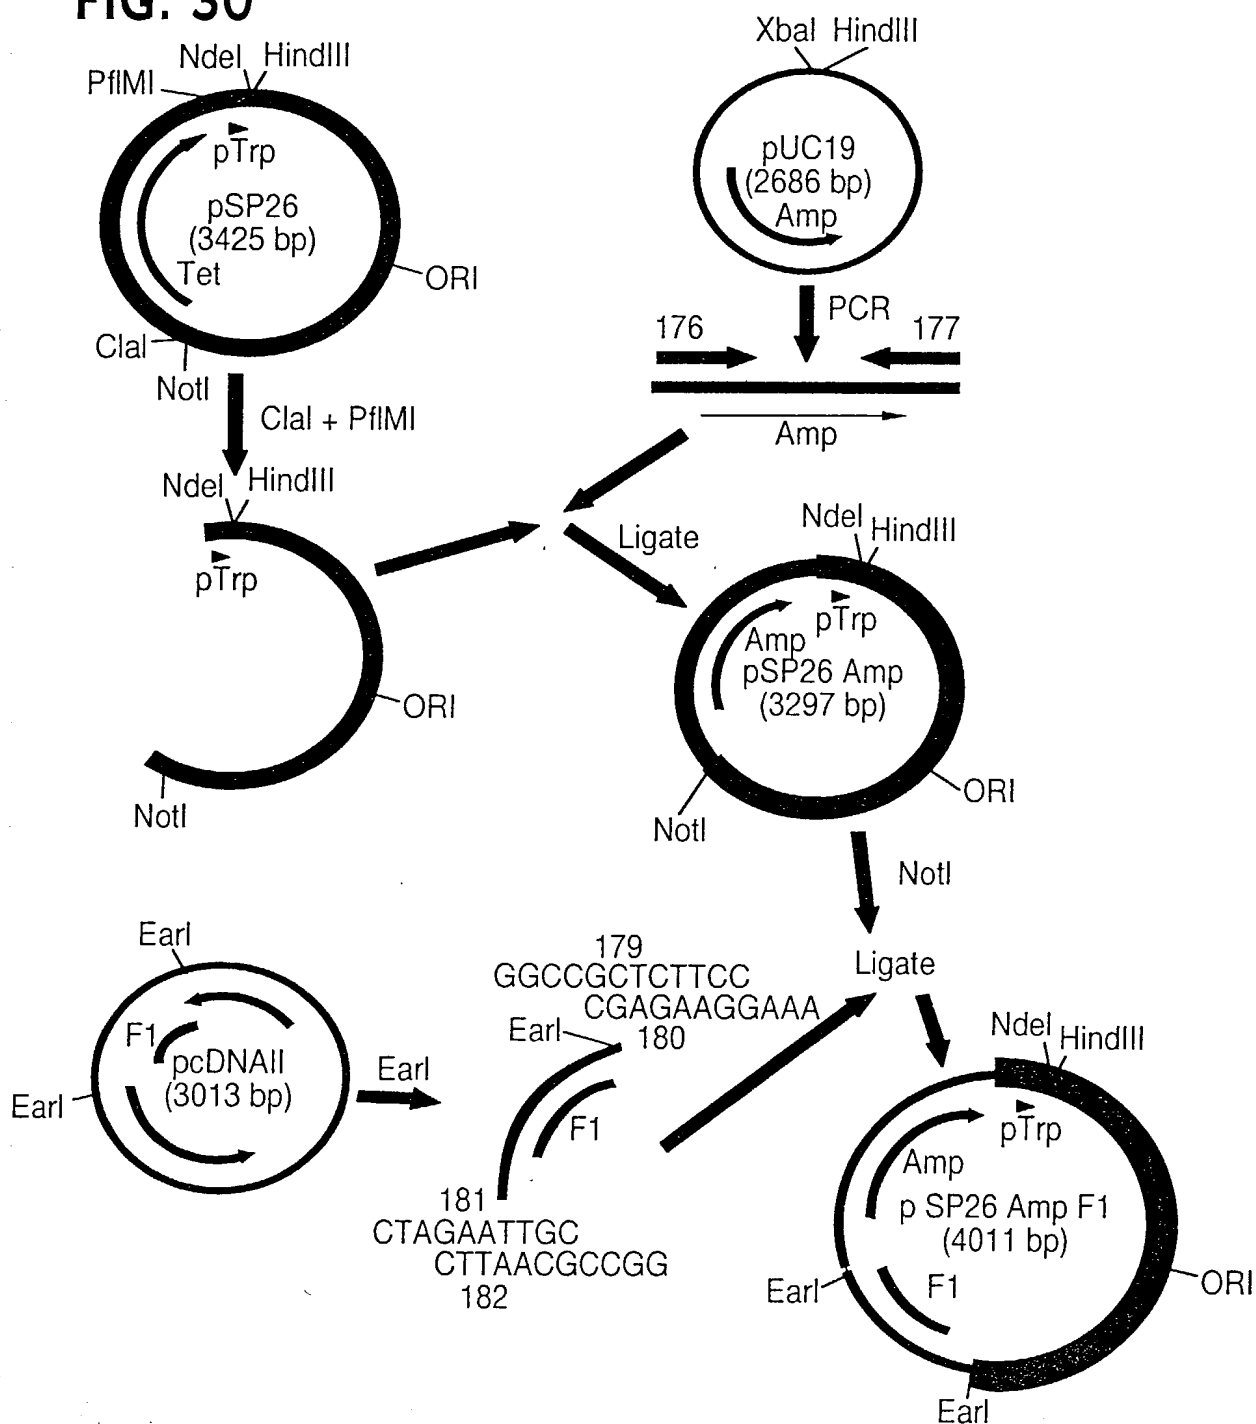 FIG. 30
NdeI HindIII
PflMI
pTrp
pSP26
(3425 bp)
Tet
ORI
ClaI
NotI
ClaI + PflMI
XbaI HindIII
pUC19
(2686 bp)
Amp
PCR
176
177
Amp
NdeI HindIII
pTrp
ORI
NotI
Ligate
NdeI HindIII
pTrp
Amp
pSP26 Amp
(3297 bp)
ORI
NotI
NotI
Ligate
EarI
F1
pcDNAII
(3013 bp)
EarI
EarI
179
GGCCGCTCTTCC
CGAGAAGGAAA
180
EarI
F1
181
CTAGAATTGC
CTTAACGCCGG
182
NdeI HindIII
pTrp
Amp
p SP26 Amp F1
(4011 bp)
F1
EarI
ORI
EarI